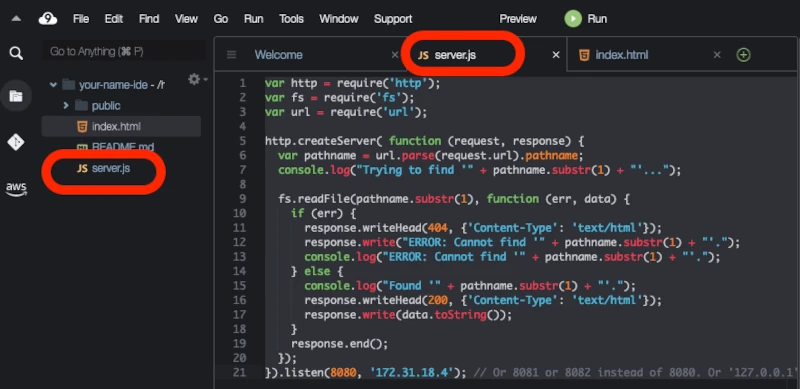 File Edit Find View Go Run Tools Window Support Preview Run
Go to Anything (⌘ P)
your-name-ide - /h
public
index.html
README.md
JS server.js
aws
Welcome
JS server.js
index.html
1 var http = require('http');
2 var fs = require('fs');
3 var url = require('url');
4
5 http.createServer( function (request, response) {
6 var pathname = url.parse(request.url).pathname;
7 console.log("Trying to find '" + pathname.substr(1) + "'...");
8
9 fs.readFile(pathname.substr(1), function (err, data) {
10 if (err) {
11 response.writeHead(404, {'Content-Type': 'text/html'});
12 response.write("ERROR: Cannot find '" + pathname.substr(1) + "'.");
13 console.log("ERROR: Cannot find '" + pathname.substr(1) + "'.");
14 } else {
15 console.log("Found '" + pathname.substr(1) + "'.");
16 response.writeHead(200, {'Content-Type': 'text/html'});
17 response.write(data.toString());
18 }
19 response.end();
20 });
21 }).listen(8080, '172.31.18.4'); // Or 8081 or 8082 instead of 8080. Or '127.0.0.1'